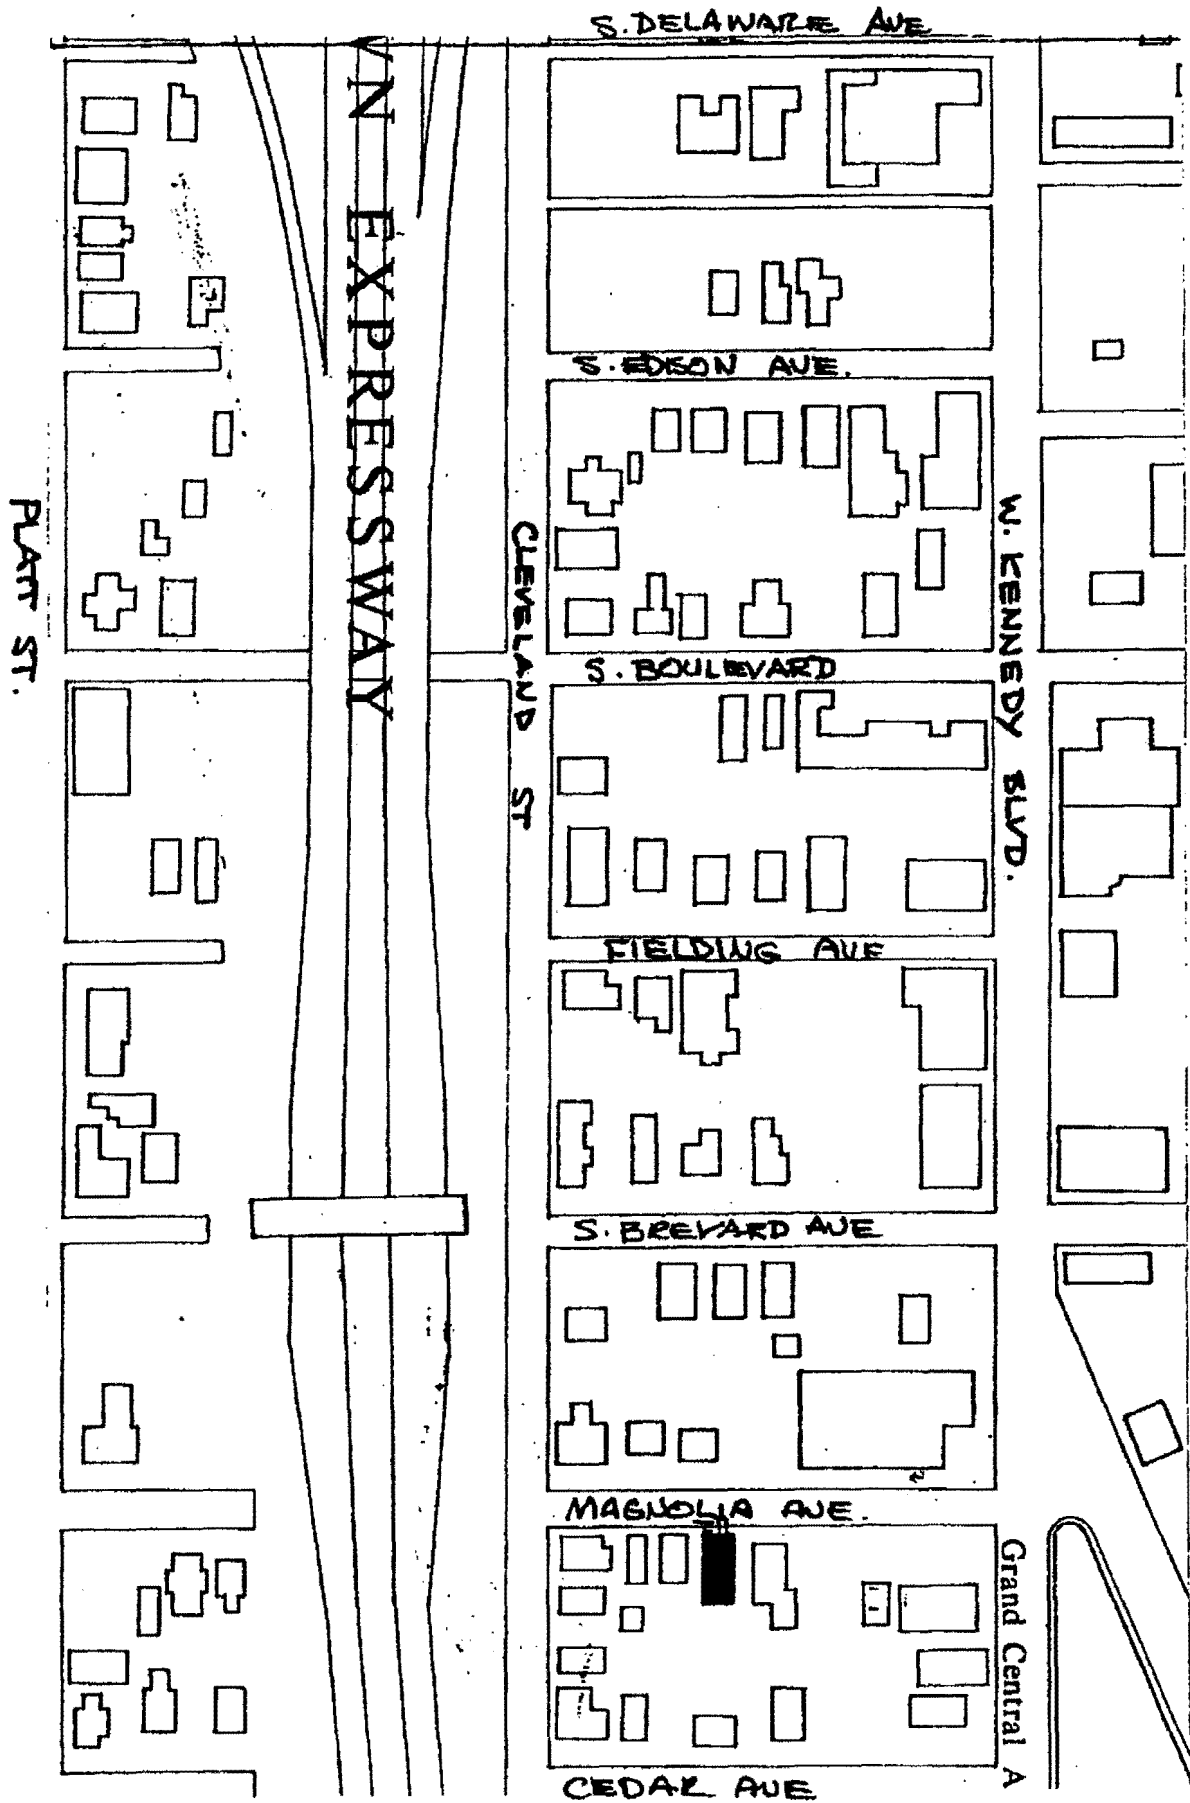 S. DELAWARE AVE
VN EXPRESSWAY
S. EDISON AVE.
PLATT ST.
CLEVELAND ST
W. KENNEDY BLVD.
S. BOULEVARD
FIELDING AVE
S. BREVARD AVE
MAGNOLIA AVE.
Grand Central A
CEDAR AVE